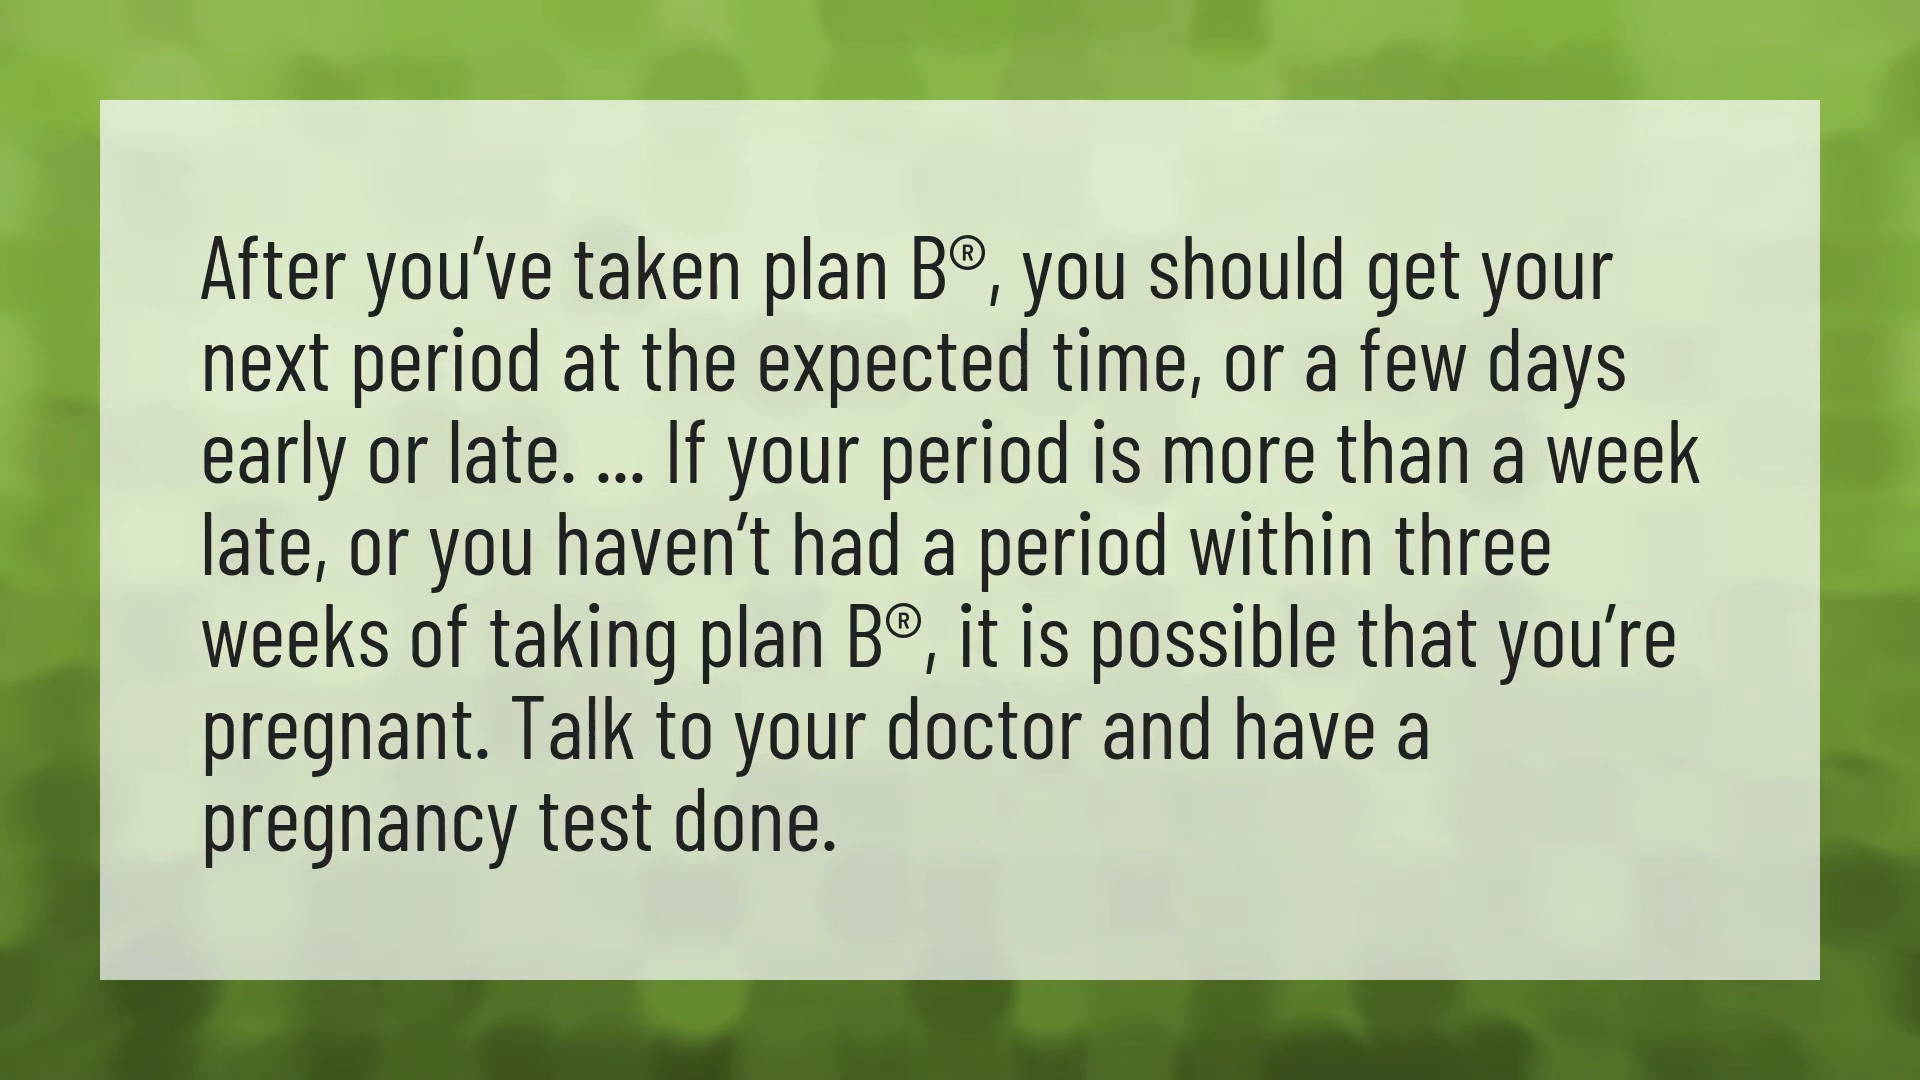 After you’ve taken plan B®, you should get your
next period at the expected time, or a few days
early or late. ... If your period is more than a week
late, or you haven’t had a period within three
weeks of taking plan B®, it is possible that you’re
pregnant. Talk to your doctor and have a
pregnancy test done.